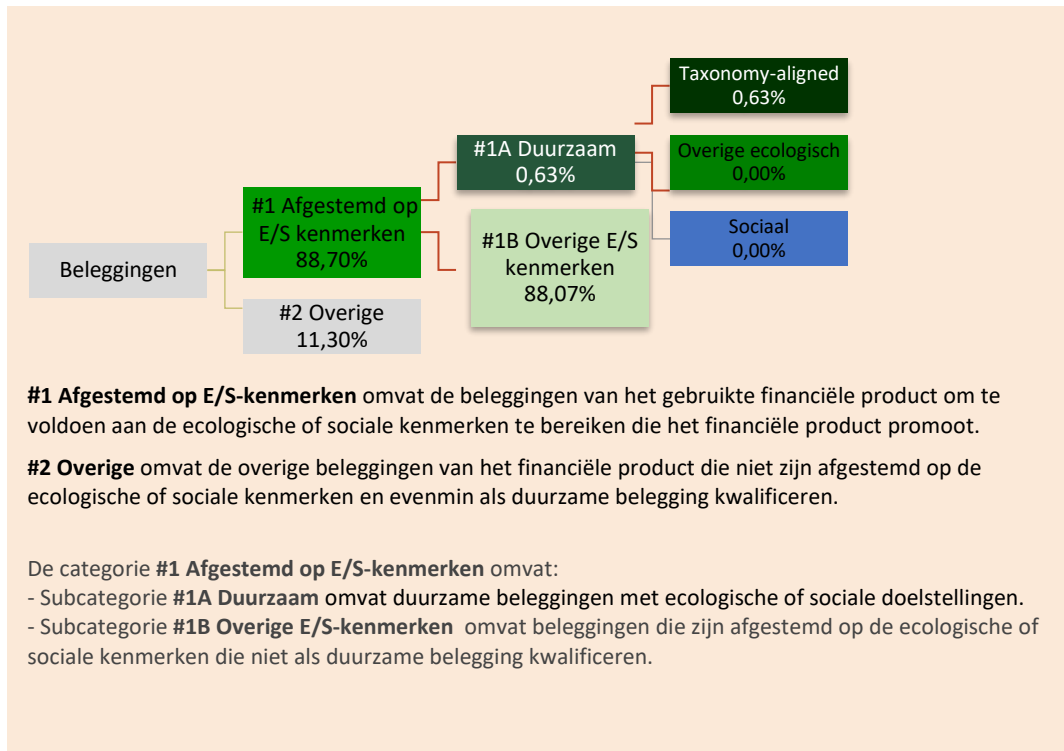 Beleggingen
#1 Afgestemd op
E/S kenmerken
88,70%
#2 Overige
11,30%
#1A Duurzaam
0,63%
#1B Overige E/S
kenmerken
88,07%
Taxonomy-aligned
0,63%
Overige ecologisch
0,00%
Sociaal
0,00%
#1 Afgestemd op E/S-kenmerken omvat de beleggingen van het gebruikte financiële product om te
voldoen aan de ecologische of sociale kenmerken te bereiken die het financiële product promoot.
#2 Overige omvat de overige beleggingen van het financiële product die niet zijn afgestemd op de
ecologische of sociale kenmerken en evenmin als duurzame belegging kwalificeren.
De categorie #1 Afgestemd op E/S-kenmerken omvat:
- Subcategorie #1A Duurzaam omvat duurzame beleggingen met ecologische of sociale doelstellingen.
- Subcategorie #1B Overige E/S-kenmerken omvat beleggingen die zijn afgestemd op de ecologische of
sociale kenmerken die niet als duurzame belegging kwalificeren.